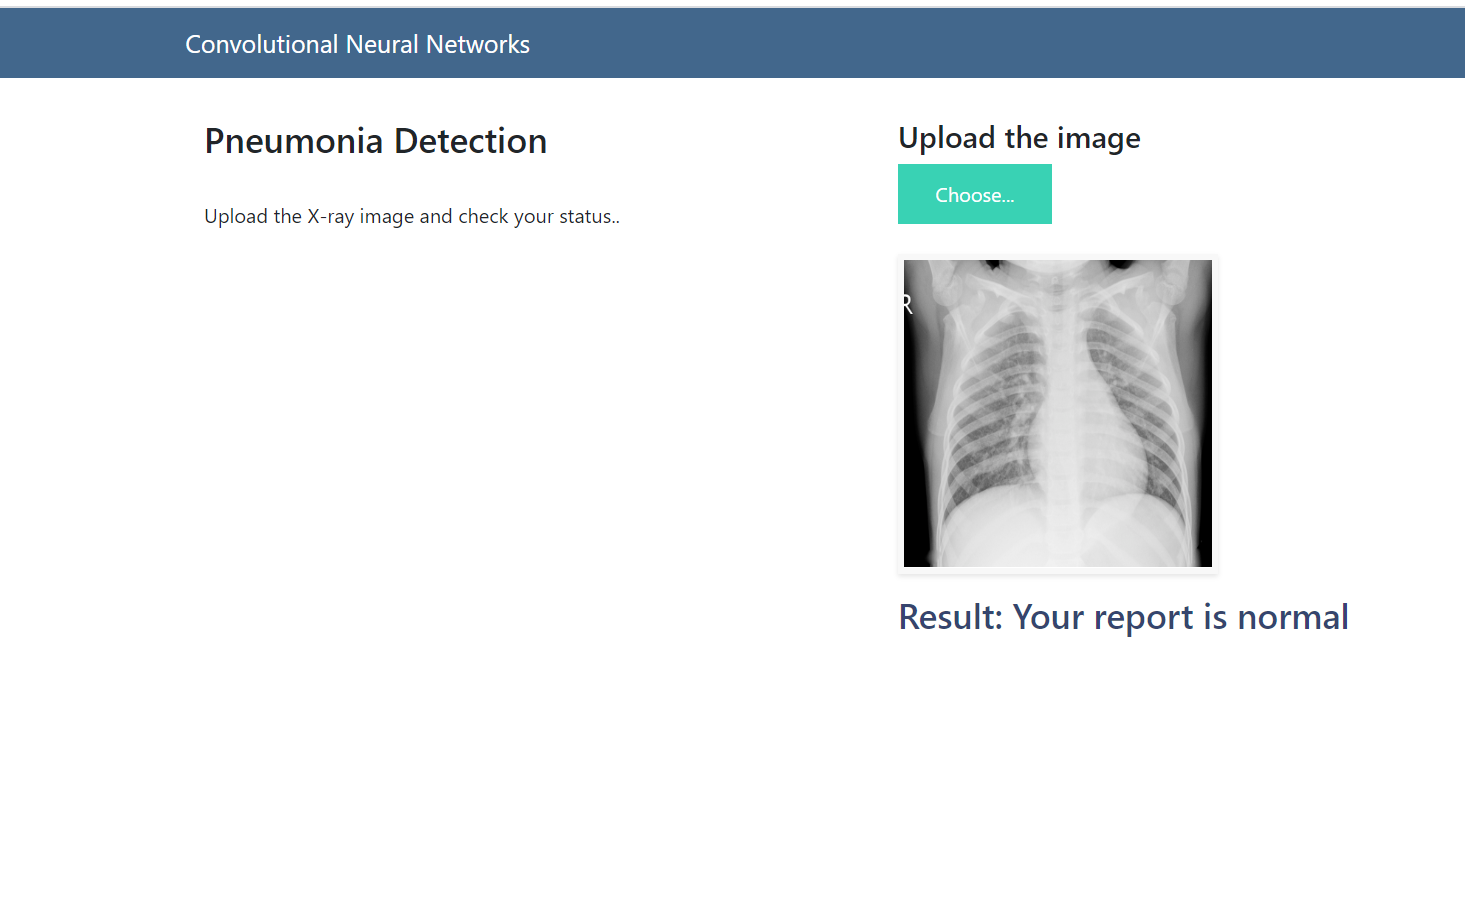 Convolutional Neural Networks
Pneumonia Detection
Upload the X-ray image and check your status..
Upload the image
Choose...
R
Result: Your report is normal